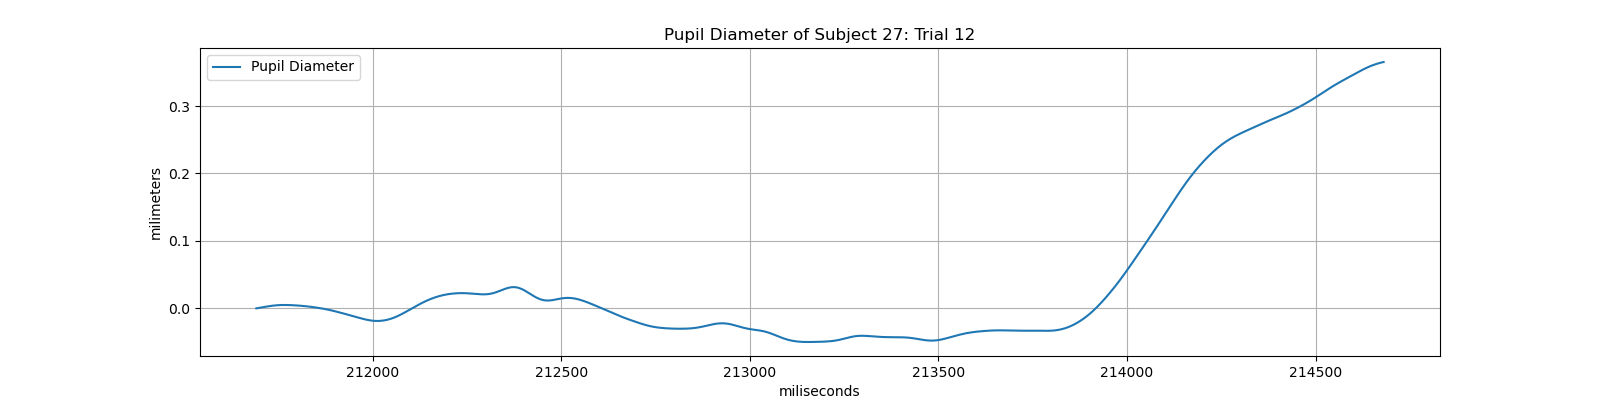 Pupil Diameter of Subject 27: Trial 12
Pupil Diameter
0.3
0.2
0.1
0.0
milimeters
212000 212500 213000 213500 214000 214500
miliseconds